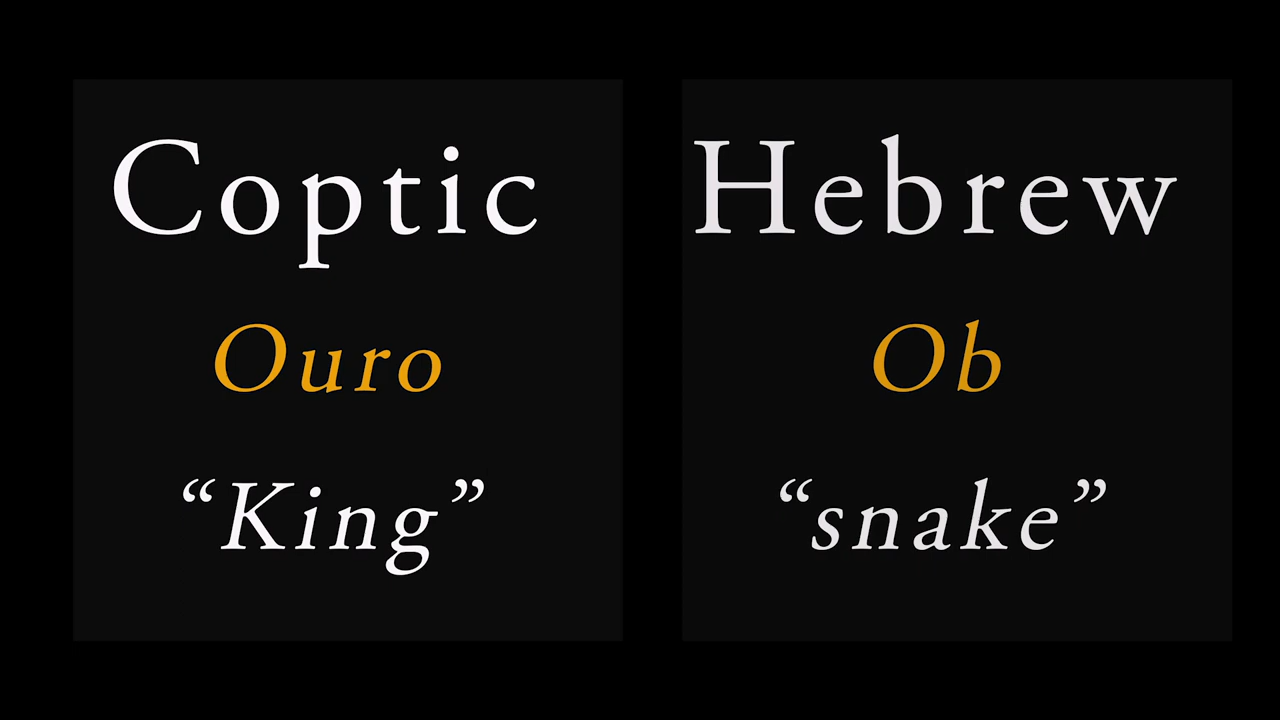 Coptic
Ouro
“King”
Hebrew
Ob
“snake”